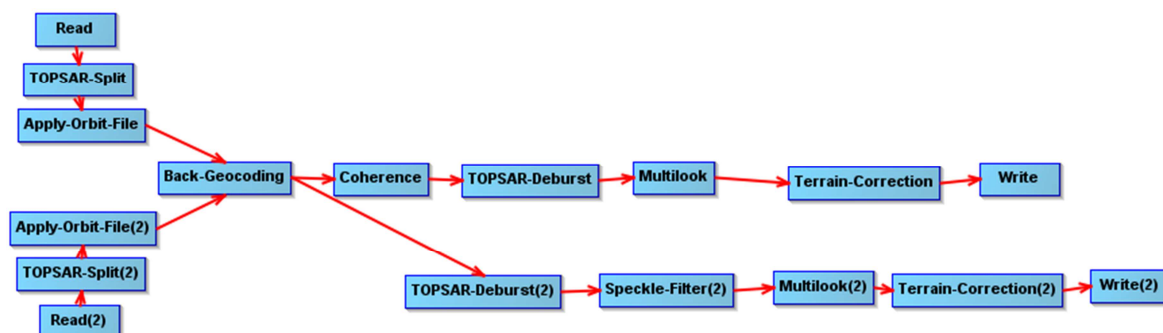 Read
TOPSAR-Split
Apply-Orbit-File
Back-Geocoding
Coherence
TOPSAR-Deburst
Multilook
Terrain-Correction
Write
Apply-Orbit-File(2)
TOPSAR-Split(2)
Read(2)
TOPSAR-Deburst(2)
Speckle-Filter(2)
Multilook(2)
Terrain-Correction(2)
Write(2)